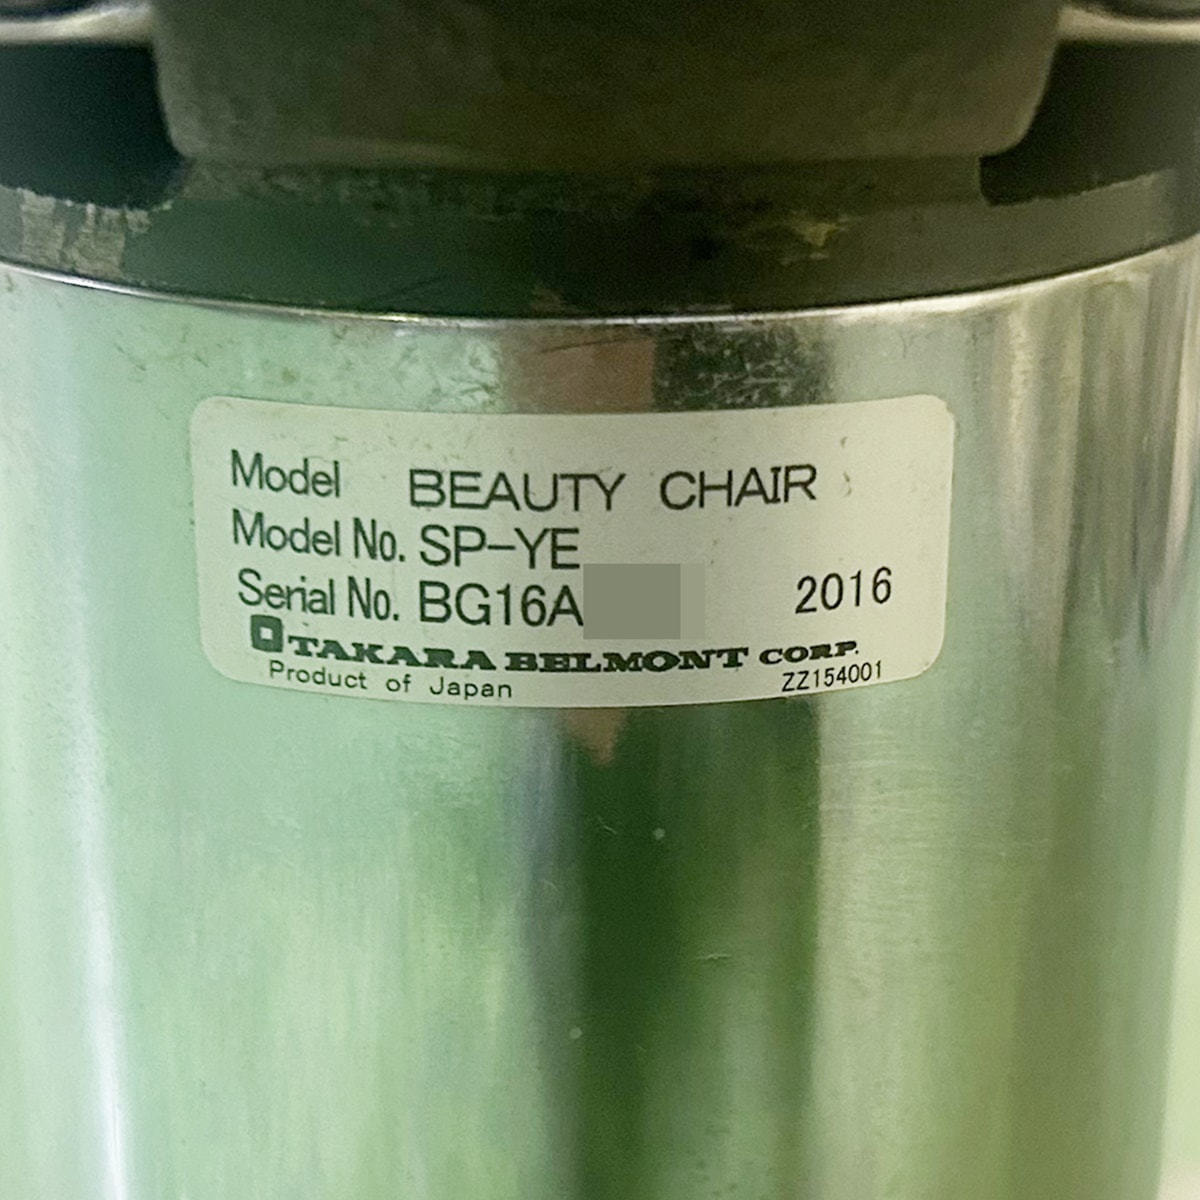 Model BEAUTY CHAIR
Model No. SP-YE
Serial No. BG16A 2016
TAKARA BELMONT CORP.
Product of Japan ZZ154001